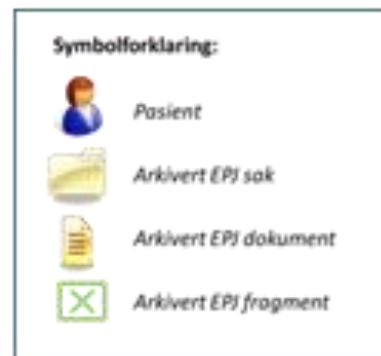 Symbolforklaring:
Pasient
Arkivert EPJ sak
Arkivert EPJ dokument
Arkivert EPJ fragment